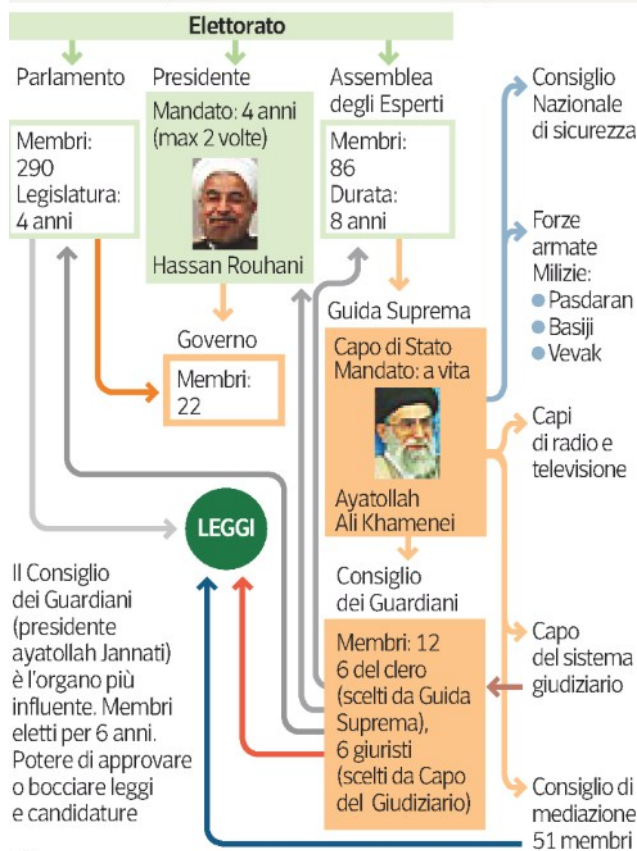 Elettorato
Parlamento
Membri:
290
Legislatura:
4 anni
Presidente
Mandato: 4 anni
(max 2 volte)
Hassan Rouhani
Assemblea
degli Esperti
Membri:
86
Durata:
8 anni
Consiglio
Nazionale
di sicurezza
Forze
armate
Milizie:
Pasdaran
Basiji
Vevak
Governo
Membri:
22
Guida Suprema
Capo di Stato
Mandato: a vita
Ayatollah
Ali Khamenei
Capi
di radio e
televisione
LEGGI
Il Consiglio
dei Guardiani
(presidente
ayatollah Jannati)
è l'organo più
influente. Membri
eletti per 6 anni.
Potere di approvare
o bocciare leggi
e candidature
Consiglio
dei Guardiani
Membri: 12
6 del clero
(scelti da Guida
Suprema),
6 giuristi
(scelti da Capo
del Giudiziario)
Capo
del sistema
giudiziario
Consiglio di
mediazione
51 membri